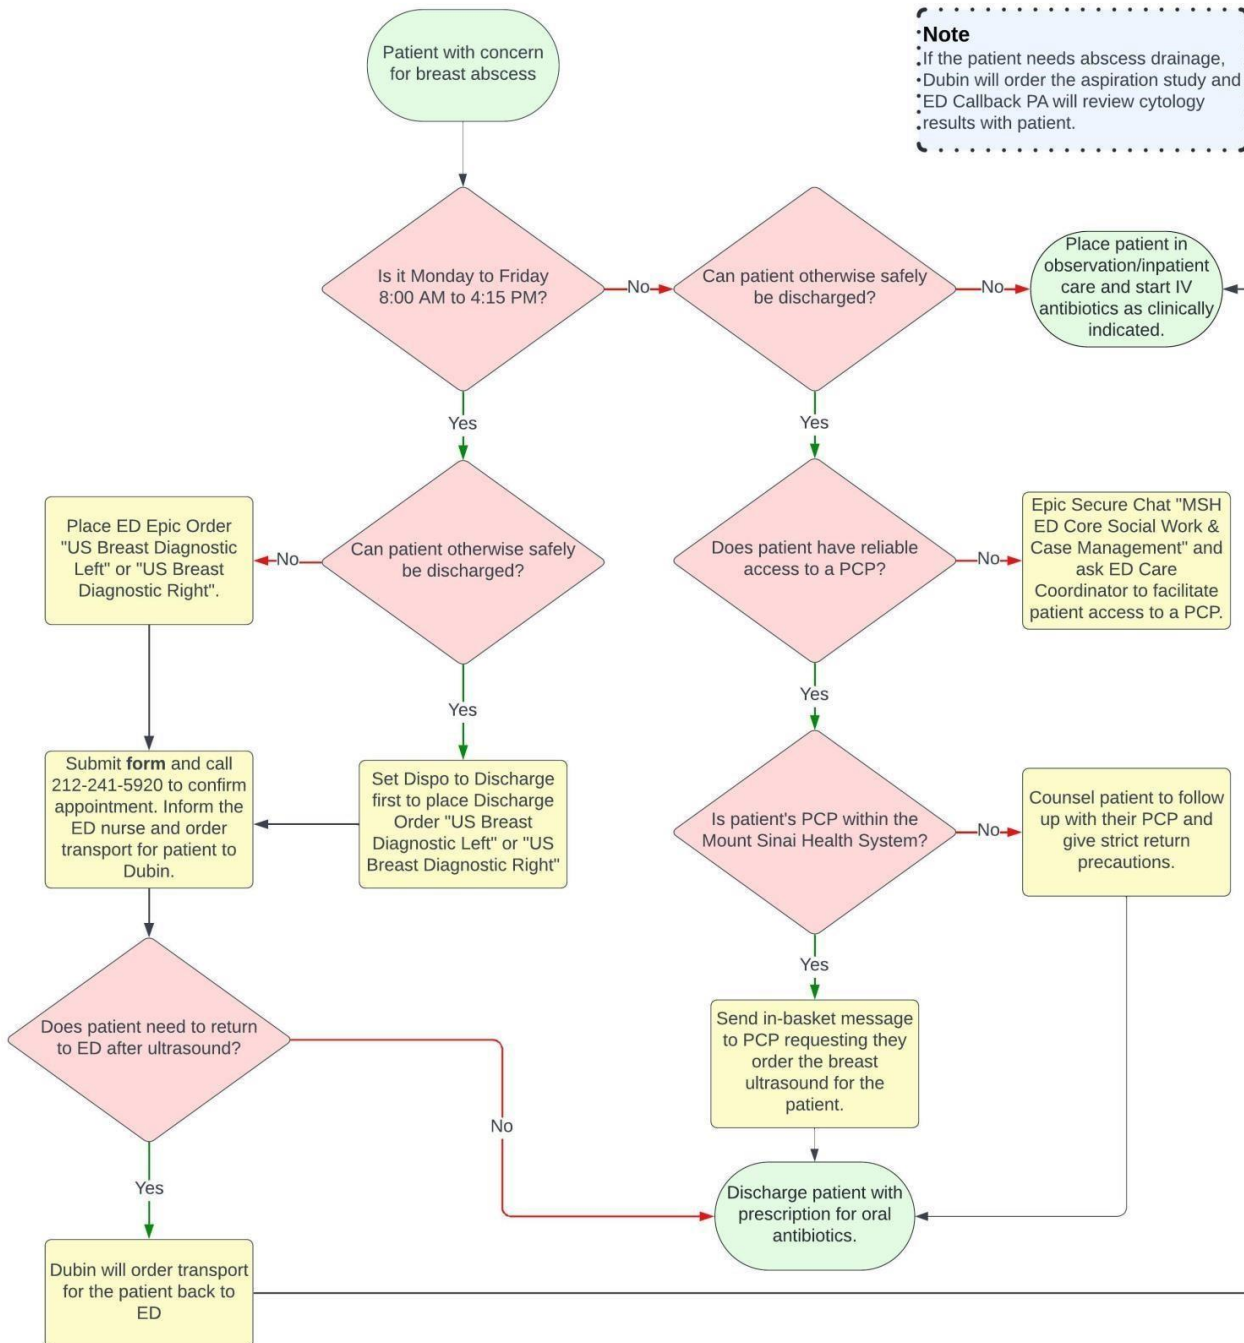 Patient with concern
for breast abscess
Note
If the patient needs abscess drainage,
Dubin will order the aspiration study and
ED Callback PA will review cytology
results with patient.
Is it Monday to Friday
8:00 AM to 4:15 PM?
No
Can patient otherwise safely
be discharged?
No
Place patient in
observation/inpatient
care and start IV
antibiotics as clinically
indicated.
Yes
Yes
Place ED Epic Order
"US Breast Diagnostic
Left" or "US Breast
Diagnostic Right".
No
Can patient otherwise safely
be discharged?
Does patient have reliable
access to a PCP?
No
Epic Secure Chat "MSH
ED Core Social Work &
Case Management" and
ask ED Care
Coordinator to facilitate
patient access to a PCP.
Yes
Yes
Submit form and call
212-241-5920 to confirm
appointment. Inform the
ED nurse and order
transport for patient to
Dubin.
Set Dispo to Discharge
first to place Discharge
Order "US Breast
Diagnostic Left" or "US
Breast Diagnostic Right"
Is patient's PCP within the
Mount Sinai Health System?
No
Counsel patient to follow
up with their PCP and
give strict return
precautions.
Yes
Does patient need to return
to ED after ultrasound?
No
Send in-basket message
to PCP requesting they
order the breast
ultrasound for the
patient.
Yes
Discharge patient with
prescription for oral
antibiotics.
Dubin will order transport
for the patient back to
ED